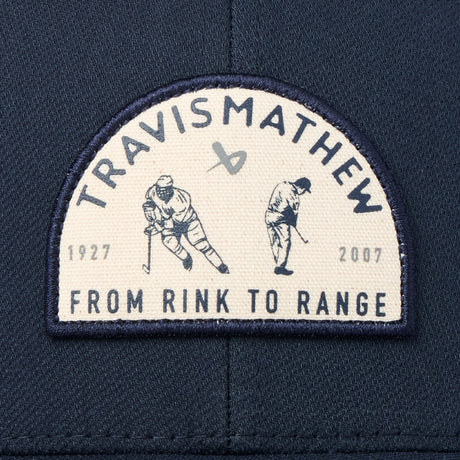 TRAVISMATHEW
1927 2007
FROM RINK TO RANGE